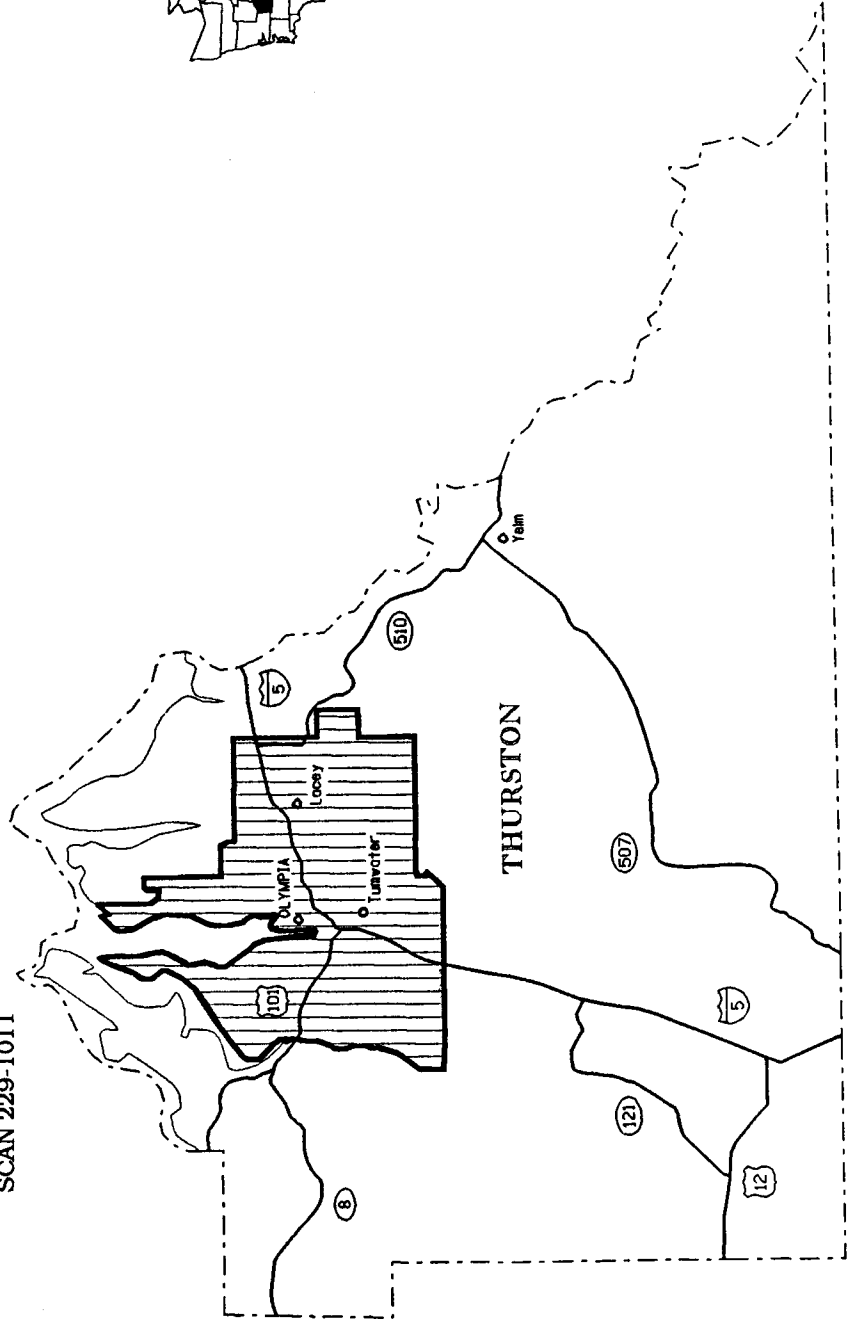 SCAN 229-1011
101
OLYMPIA
Lacey
Tumwater
5
510
Yelm
THURSTON
8
507
121
5
12